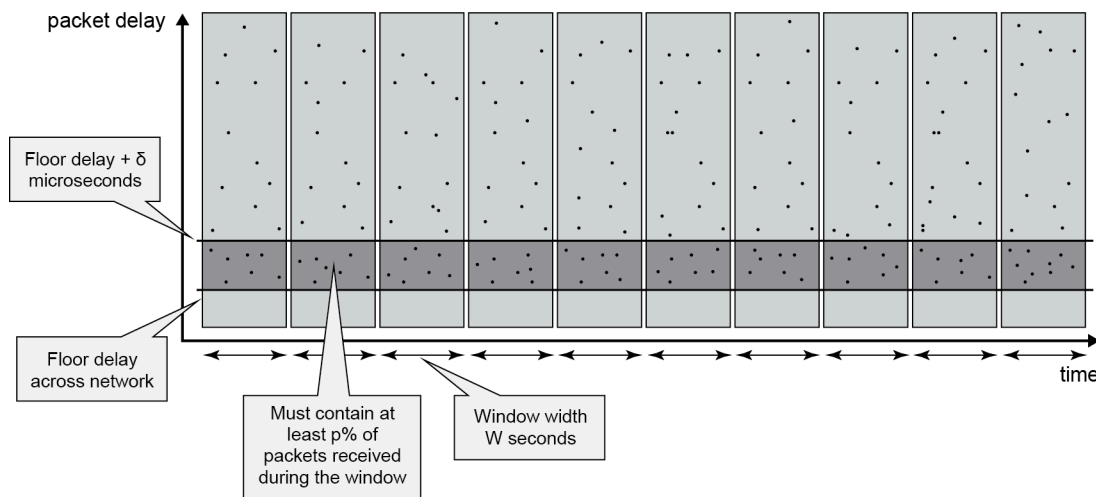 packet delay
Floor delay + δ
microseconds
Floor delay
across network
Must contain at
least p% of
packets received
during the window
Window width
W seconds
time